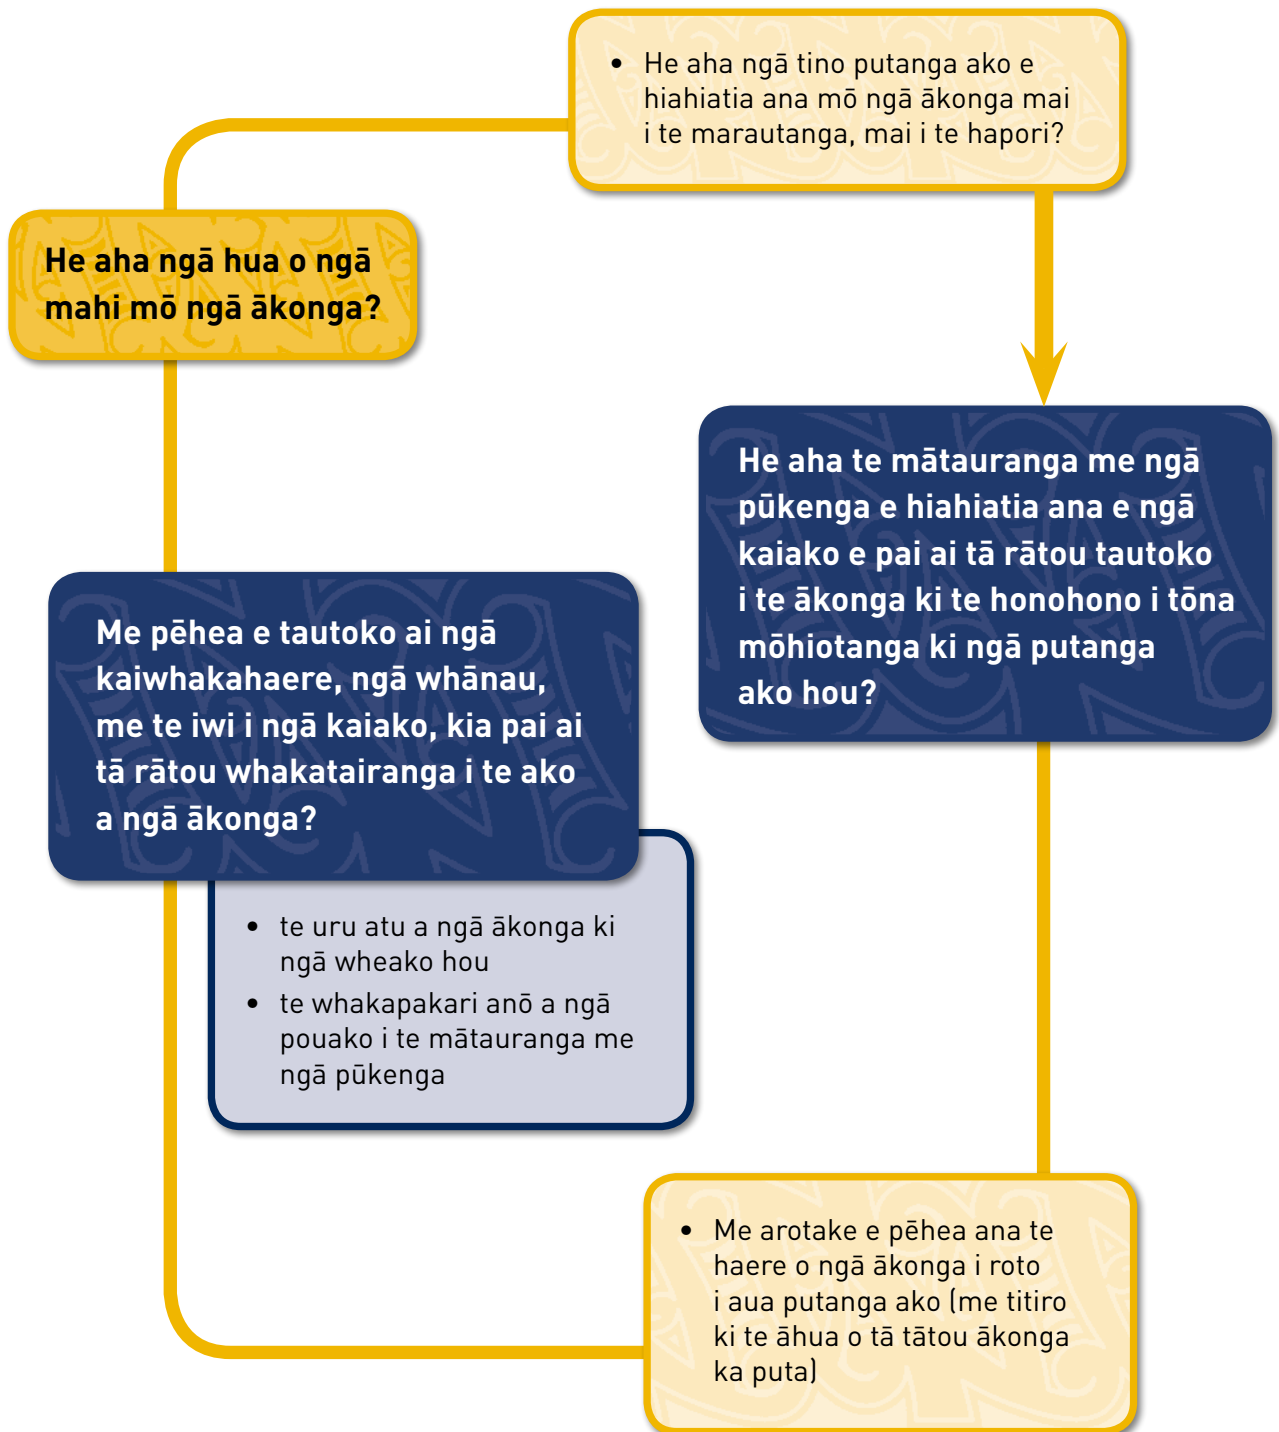 • He aha ngā tino putanga ako e
hiahiatia ana mō ngā ākonga mai
i te marautanga, mai i te hapori?
He aha ngā hua o ngā
mahi mō ngā ākonga?
He aha te mātauranga me ngā
pūkenga e hiahiatia ana e ngā
kaiako e pai ai tā rātou tautoko
i te ākonga ki te honohono i tōna
mōhiotanga ki ngā putanga
ako hou?
Me pēhea e tautoko ai ngā
kaiwhakahaere, ngā whānau,
me te iwi i ngā kaiako, kia pai ai
tā rātou whakatairanga i te ako
a ngā ākonga?
• te uru atu a ngā ākonga ki
ngā wheako hou
• te whakapakari anō a ngā
pouako i te mātauranga me
ngā pūkenga
• Me arotake e pēhea ana te
haere o ngā ākonga i roto
i aua putanga ako (me titiro
ki te āhua o tā tātou ākonga
ka puta)